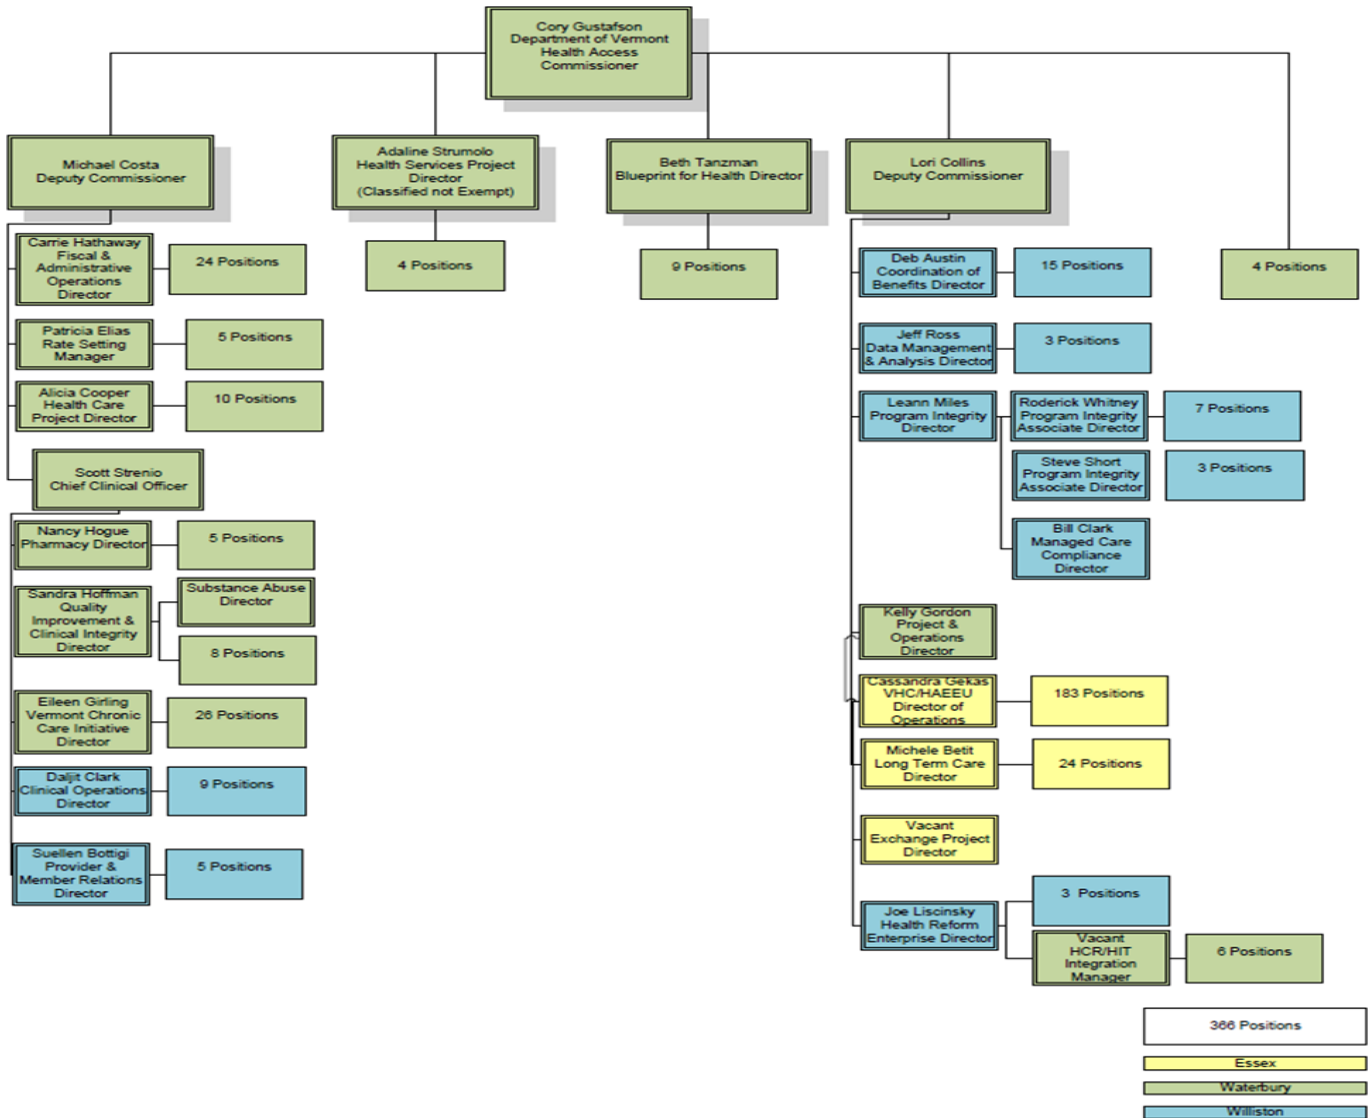 Cory Gustafson
Department of Vermont
Health Access
Commissioner
Michael Costa
Deputy Commissioner
Adaline Strumolo
Health Services Project
Director
(Classified not Exempt)
Beth Tanzman
Blueprint for Health Director
Lori Collins
Deputy Commissioner
Carrie Hathaway
Fiscal &
Administrative
Operations
Director
24 Positions
Patricia Elias
Rate Setting
Manager
5 Positions
Alicia Cooper
Health Care
Project Director
10 Positions
Scott Strenio
Chief Clinical Officer
Nancy Hogue
Pharmacy Director
5 Positions
Sandra Hoffman
Quality
Improvement &
Clinical Integrity
Director
Substance Abuse
Director
8 Positions
Eileen Girling
Vermont Chronic
Care Initiative
Director
26 Positions
Daljit Clark
Clinical Operations
Director
9 Positions
Suellen Bottigi
Provider &
Member Relations
Director
5 Positions
4 Positions
9 Positions
Deb Austin
Coordination of
Benefits Director
15 Positions
Jeff Ross
Data Management
& Analysis Director
3 Positions
Leann Miles
Program Integrity
Director
Roderick Whitney
Program Integrity
Associate Director
7 Positions
Steve Short
Program Integrity
Associate Director
3 Positions
Bill Clark
Managed Care
Compliance
Director
Kelly Gordon
Project &
Operations
Director
Cassandra Gekas
VHC/HAEEU
Director of
Operations
183 Positions
Michele Betit
Long Term Care
Director
24 Positions
Vacant
Exchange Project
Director
Joe Liscinsky
Health Reform
Enterprise Director
3 Positions
Vacant
HCR/HIT
Integration
Manager
6 Positions
4 Positions
366 Positions
Essex
Waterbury
Williston